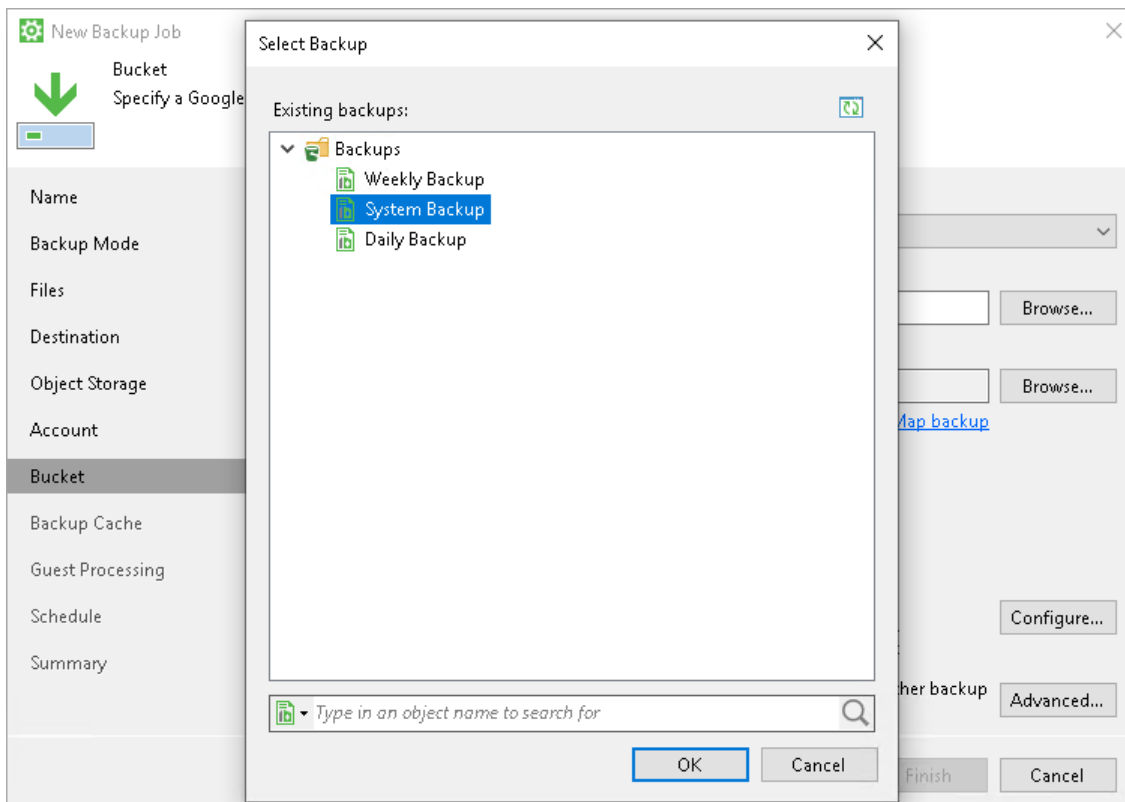 New Backup Job
Bucket
Specify a Google
Name
Backup Mode
Files
Destination
Object Storage
Account
Bucket
Backup Cache
Guest Processing
Schedule
Summary
Select Backup
Existing backups:
Backups
Weekly Backup
System Backup
Daily Backup
Type in an object name to search for
OK
Cancel
Browse...
Browse...
Map backup
Configure...
backup
Advanced...
Finish
Cancel